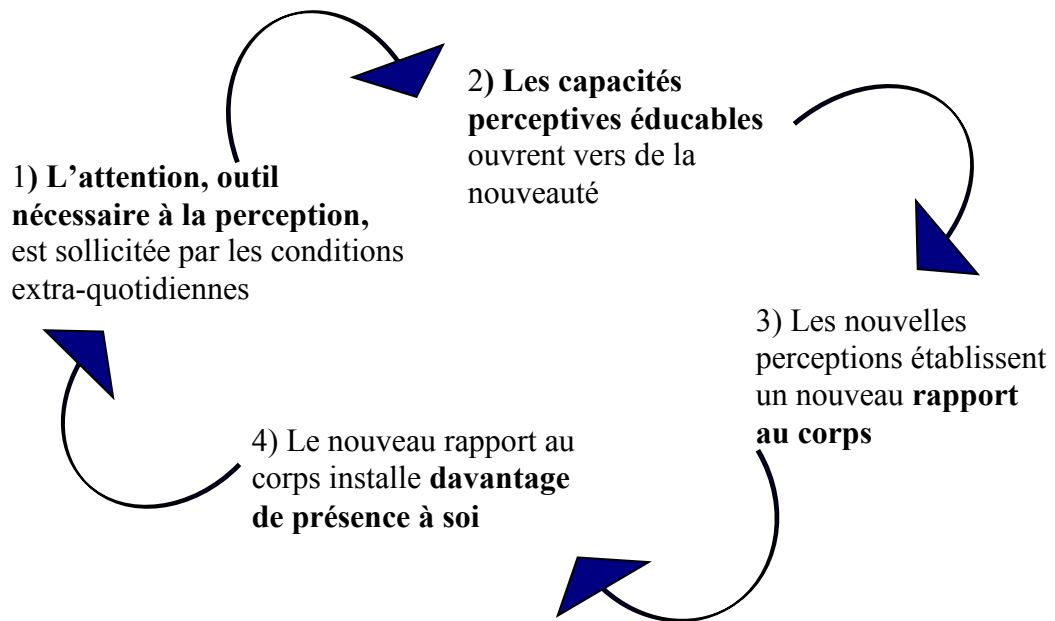 1) L’attention, outil
nécessaire à la perception,
est sollicitée par les conditions
extra-quotidiennes
2) Les capacités
perceptives éducables
ouvrent vers de la
nouveauté
3) Les nouvelles
perceptions établissent
un nouveau rapport
au corps
4) Le nouveau rapport au
corps installe davantage
de présence à soi